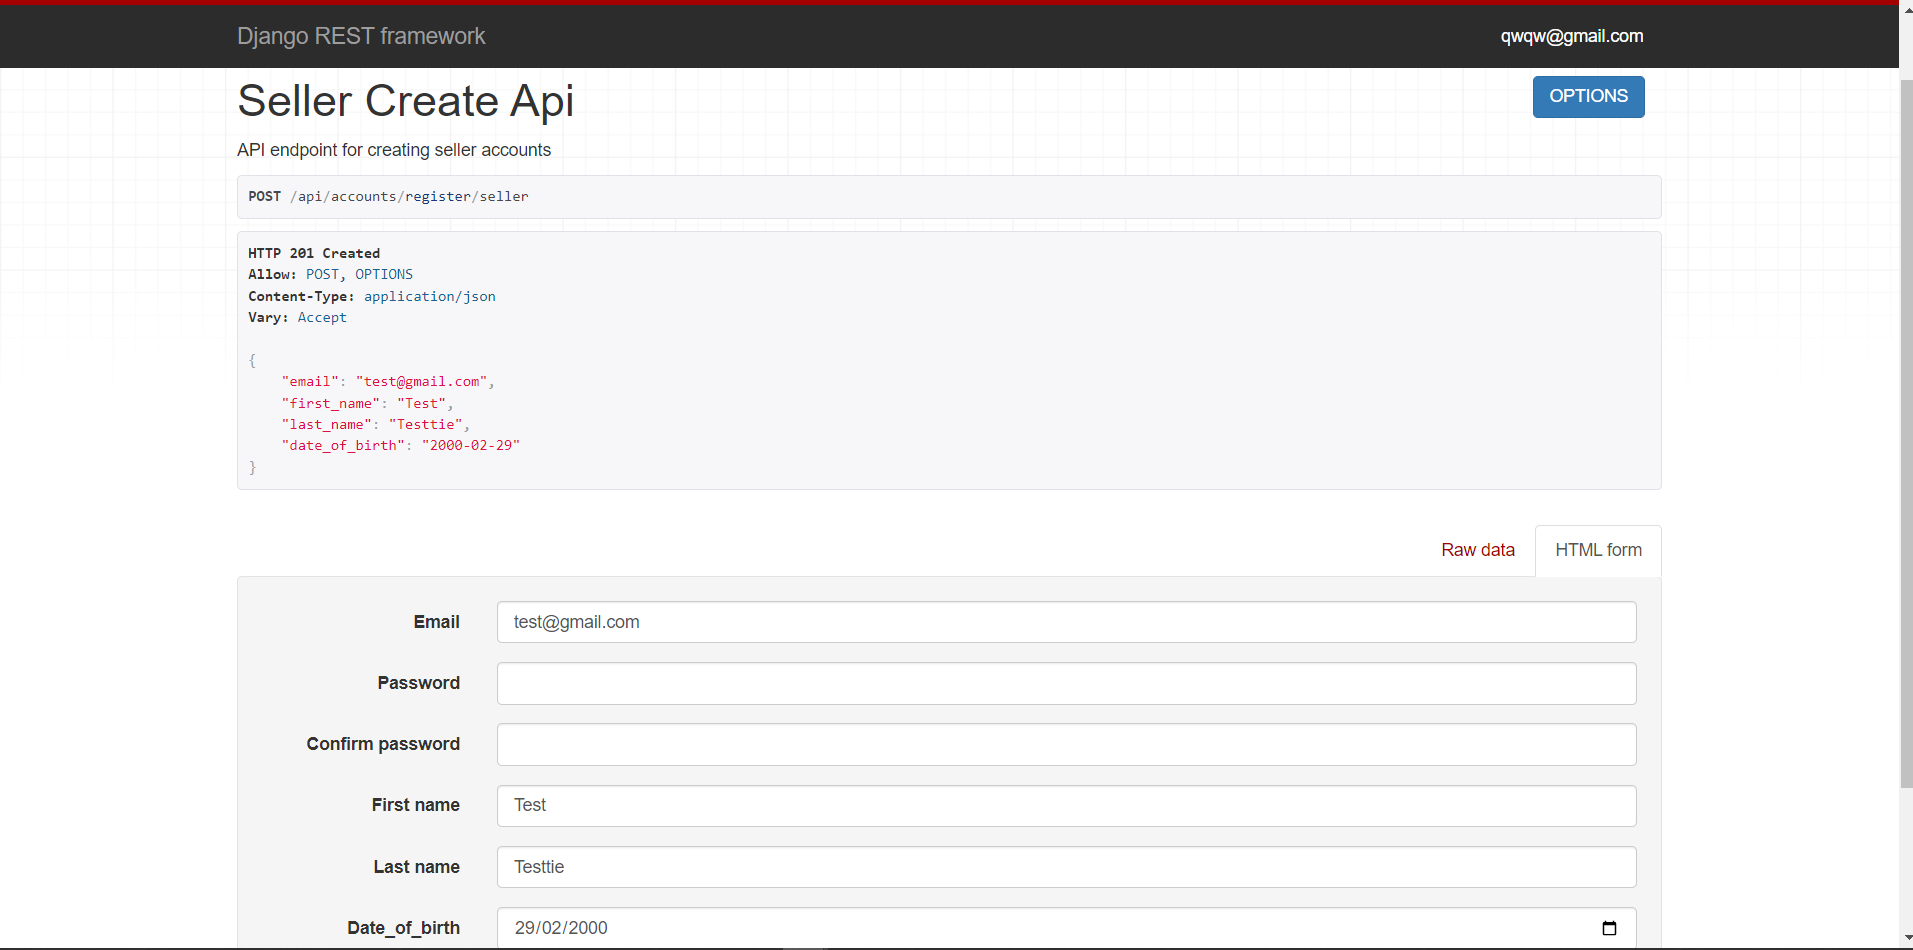 Django REST framework
qwqw@gmail.com
Seller Create Api
OPTIONS
API endpoint for creating seller accounts
POST /api/accounts/register/seller
HTTP 201 Created
Allow: POST, OPTIONS
Content-Type: application/json
Vary: Accept
{
    "email": "test@gmail.com",
    "first_name": "Test",
    "last_name": "Testtie",
    "date_of_birth": "2000-02-29"
}
Raw data
HTML form
Email
test@gmail.com
Password
Confirm password
First name
Test
Last name
Testtie
Date_of_birth
29/02/2000